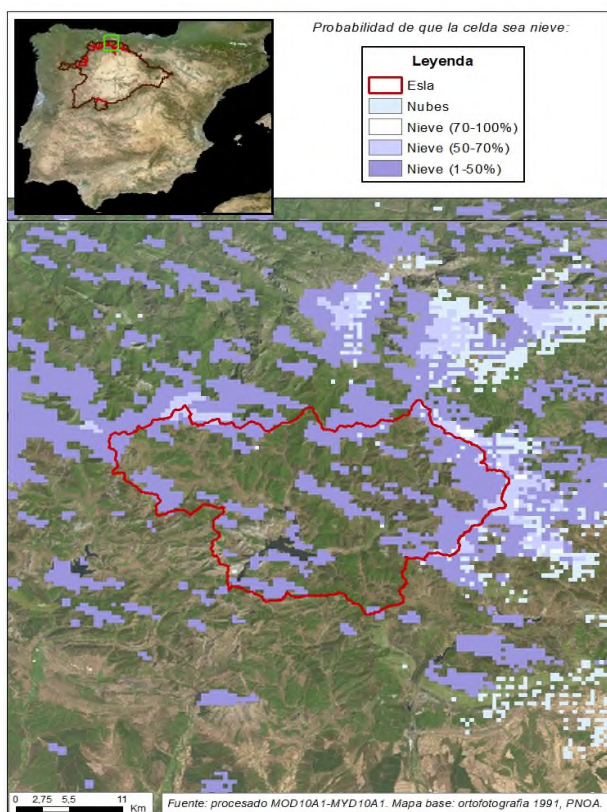 Probabilidad de que la celda sea nieve:
Leyenda
Esla
Nubes
Nieve (70-100%)
Nieve (50-70%)
Nieve (1-50%)
0 2,75 5,5 11
Km
Fuente: procesado MOD10A1-MYD10A1. Mapa base: ortofotografia 1991, PNOA